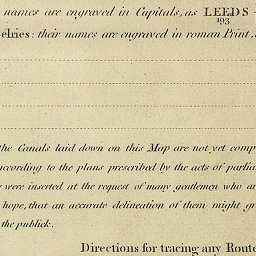 names are engraved in Capitals, as LEEDS
193
elries: their names are engraved in roman Print,
the Canals laid down on this Map are not yet comp
according to the plans prescribed by the acts of parlia
were inserted at the request of many gentlemen who ar
hope, that an accurate delineation of them might gr
the publick.
Directions for tracing any Route